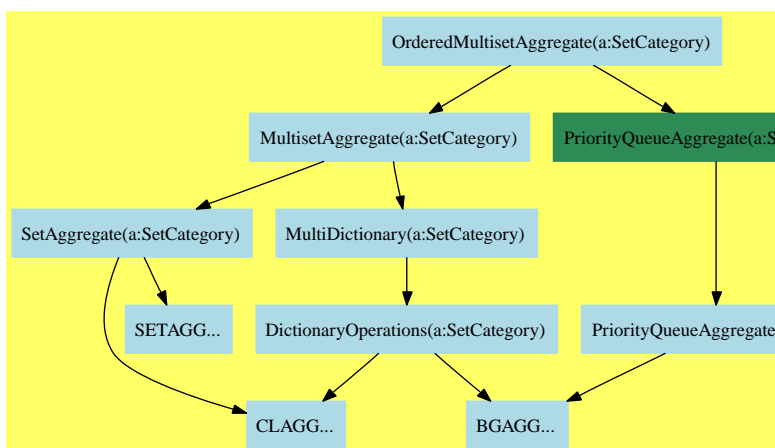 OrderedMultisetAggregate(a:SetCategory)
MultisetAggregate(a:SetCategory)
PriorityQueueAggregate(a:S
SetAggregate(a:SetCategory)
MultiDictionary(a:SetCategory)
SETAGG...
DictionaryOperations(a:SetCategory)
PriorityQueueAggregate
CLAGG...
BGAGG...